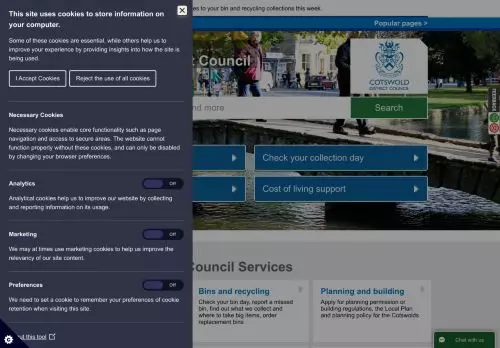 This site uses cookies to store information on
your computer.
Some of these cookies are essential, while others help us to
improve your experience by providing insights into how the site is
being used.
I Accept Cookies
Reject the use of all cookies
Necessary Cookies
Necessary cookies enable core functionality such as page
navigation and access to secure areas. The website cannot
function properly without these cookies, and can only be disabled
by changing your browser preferences.
Analytics
Off
Analytical cookies help us to improve our website by collecting
and reporting information on its usage.
Marketing
Off
We may at times use marketing cookies to help us improve the
relevancy of our site content.
Preferences
Off
We need to set a cookie to remember your preferences of cookie
retention when visiting this site.
this tool
es to your bin and recycling collections this week.
Popular pages >
t Council
COTSWOLD
DISTRICT COUNCIL
nd more
Search
Check your collection day
Cost of living support
Council Services
Bins and recycling
Check your bin day, report a missed
bin, find out what we collect and
where to take big items, order
replacement bins
Planning and building
Apply for planning permission or
building regulations, the Local Plan
and planning policy for the Cotswolds
Chat with us